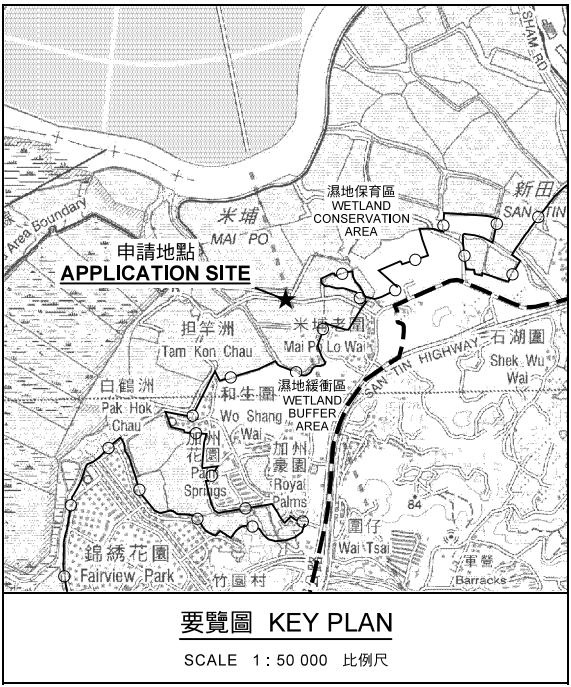 SHAM RD
新田
SAN TIN
濕地保育區
WETLAND
CONSERVATION
AREA
米埔
MAI PO
Area Boundary
申請地點
APPLICATION SITE
担竿洲
Tam Kon Chau
米埔老圍
Mai Po Lo Wai
石湖圍
Shek Wu
Wai
SAN TIN HIGHWAY
白鶴洲
Pak Hok
Chau
和生圍
Wo Shang
Wai
濕地緩衝區
WETLAND
BUFFER
AREA
加州
花園
Palm
Springs
加州
豪園
Royal
Palms
84
圍仔
Wai Tsai
錦綉花園
Fairview Park
竹園村
軍營
Barracks
要覽圖 KEY PLAN
SCALE 1 : 50 000 比例尺